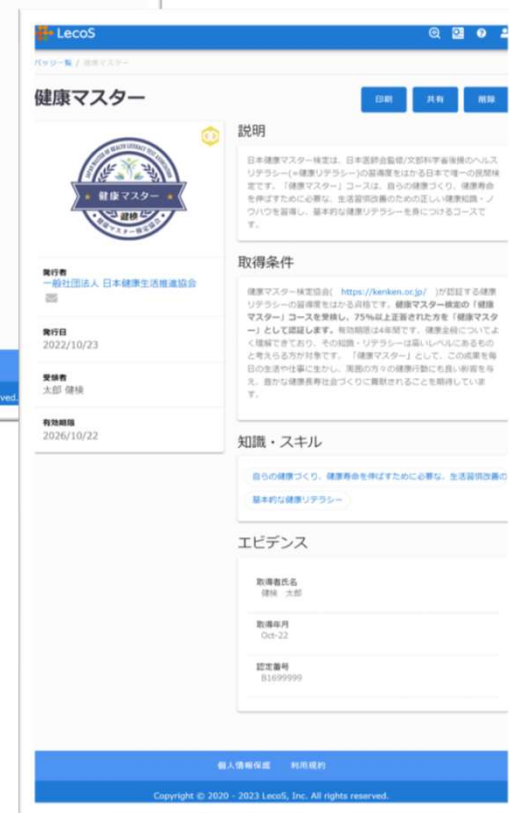 LecoS
バッジ一覧 / 健康マスター
健康マスター
印刷
共有
削除
健康マスター
健検
発行者
一般社団法人 日本健康生活推進協会
発行日
2022/10/23
受領者
太郎 健検
有効期限
2026/10/22
説明
日本健康マスター検定は、日本医師会監修/文部科学省後援のヘルス
リテラシー(=健康リテラシー)の習得度をはかる日本で唯一の民間検
定です。「健康マスター」コースは、自らの健康づくり、健康寿命
を伸ばすために必要な、生活習慣改善のための正しい健康知識・ノ
ウハウを習得し、基本的な健康リテラシーを身につけるコースで
す。
取得条件
健康マスター検定協会( https://kenken.or.jp/ )が認証する健康
リテラシーの習得度をはかる資格です。健康マスター検定の「健康
マスター」コースを受検し、75%以上正答された方を「健康マスタ
ー」として認証します。有効期間は4年間です。健康全般についてよ
く理解できており、その知識・リテラシーは高いレベルにあるもの
と考えらる方が対象です。「健康マスター」として、この成果を毎
日の生活や仕事に生かし、周囲の方々の健康行動にも良い影響を与
え、豊かな健康長寿社会づくりに貢献されることを期待していま
す。
知識・スキル
自らの健康づくり、健康寿命を伸ばすために必要な、生活習慣改善の
基本的な健康リテラシー
エビデンス
取得者氏名
健検 太郎
取得年月
Oct-22
認定番号
B1699999
個人情報保護
利用規約
Copyright © 2020 - 2023 LecoS, Inc. All rights reserved.
ved.